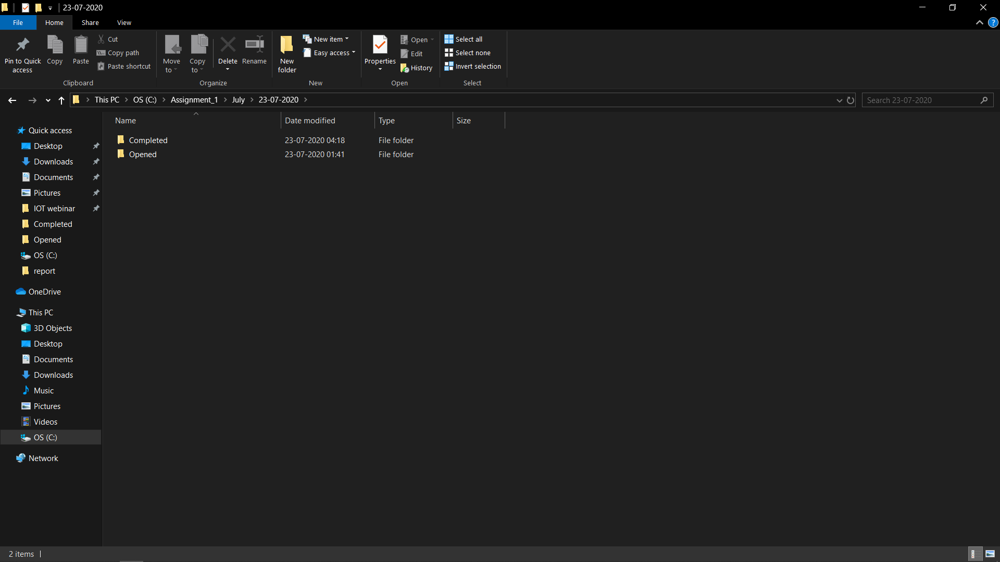 23-07-2020
File Home Share View
Pin to Quick access
Copy
Paste
Cut
Copy path
Paste shortcut
Clipboard
Move to
Copy to
Delete
Rename
Organize
New folder
New item
Easy access
New
Properties
Open
Edit
History
Open
Select all
Select none
Invert selection
Select
This PC OS (C:) Assignment_1 July 23-07-2020
Search 23-07-2020
Name Date modified Type Size
Completed 23-07-2020 04:18 File folder
Opened 23-07-2020 01:41 File folder
Quick access
Desktop
Downloads
Documents
Pictures
IOT webinar
Completed
Opened
OS (C:)
report
OneDrive
This PC
3D Objects
Desktop
Documents
Downloads
Music
Pictures
Videos
OS (C:)
Network
2 items